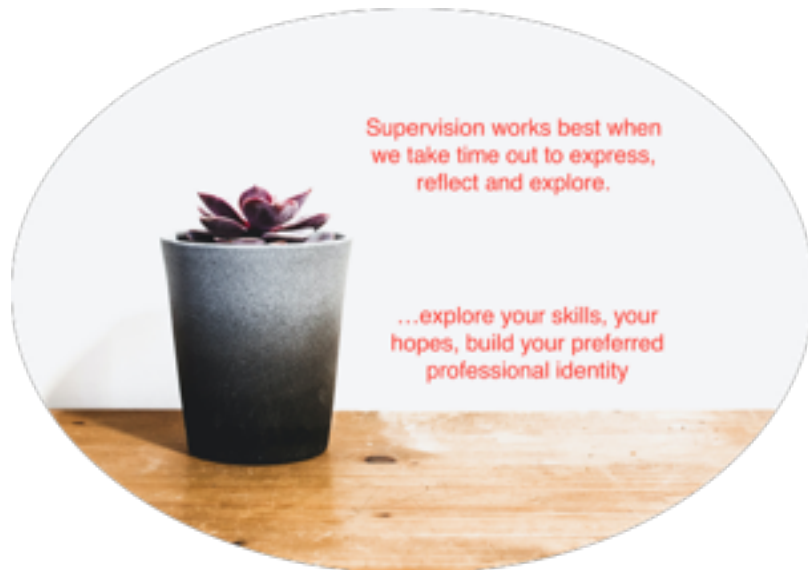 Supervision works best when
we take time out to express,
reflect and explore.
…explore your skills, your
hopes, build your preferred
professional identity